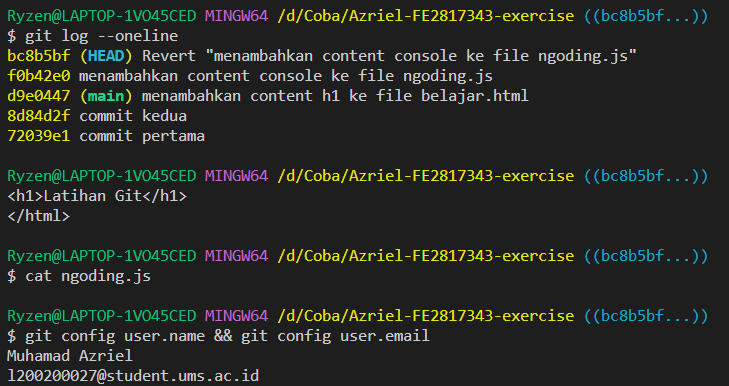 Ryzen@LAPTOP-1VO45CED MINGW64 /d/Coba/Azriel-FE2817343-exercise ((bc8b5bf...))
$ git log --oneline
bc8b5bf (HEAD) Revert "menambahkan content console ke file ngoding.js"
f0b42e0 menambahkan content console ke file ngoding.js
d9e0447 (main) menambahkan content h1 ke file belajar.html
8d84d2f commit kedua
72039e1 commit pertama
Ryzen@LAPTOP-1VO45CED MINGW64 /d/Coba/Azriel-FE2817343-exercise ((bc8b5bf...))
<h1>Latihan Git</h1>
</html>
Ryzen@LAPTOP-1VO45CED MINGW64 /d/Coba/Azriel-FE2817343-exercise ((bc8b5bf...))
$ cat ngoding.js
Ryzen@LAPTOP-1VO45CED MINGW64 /d/Coba/Azriel-FE2817343-exercise ((bc8b5bf...))
$ git config user.name && git config user.email
Muhamad Azriel
l200200027@student.ums.ac.id